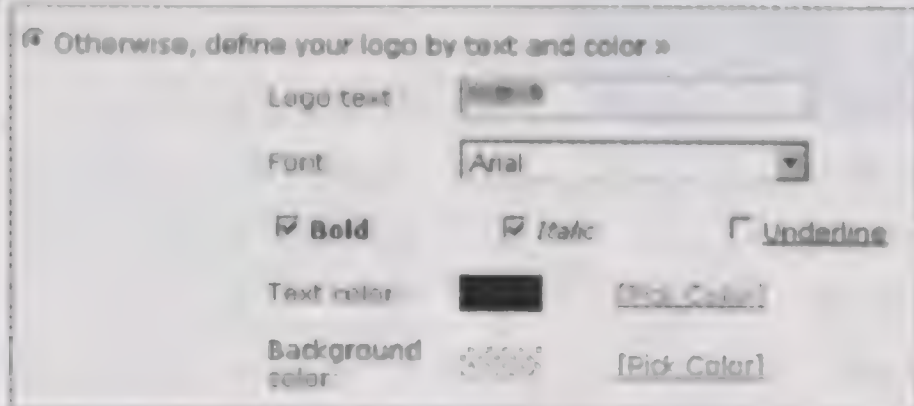 Otherwise, define your logo by text and color »
Logo text
Font Arial
Bold Italic Underline
Text color [Pick Color]
Background [Pick Color]
color